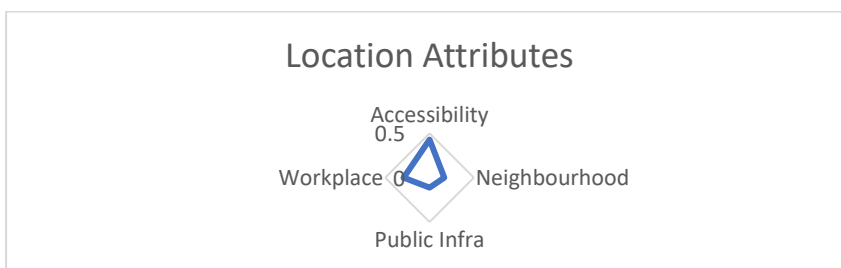 Location Attributes
Accessibility
0.5
Workplace 0 Neighbourhood
Public Infra